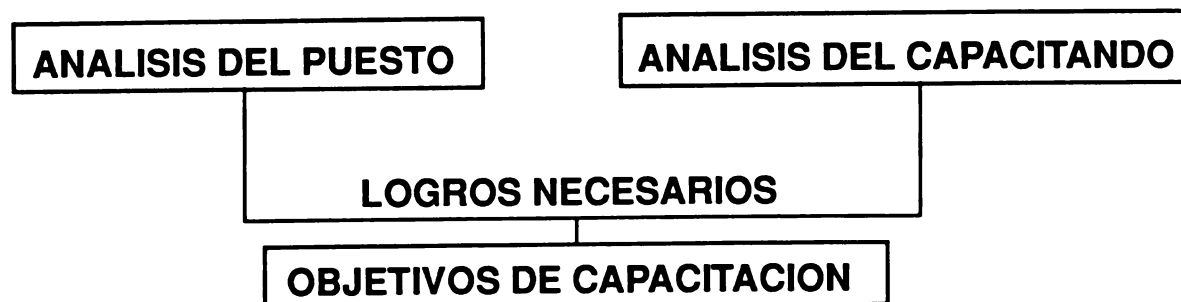 ANALISIS DEL PUESTO
ANALISIS DEL CAPACITANDO
LOGROS NECESARIOS
OBJETIVOS DE CAPACITACION